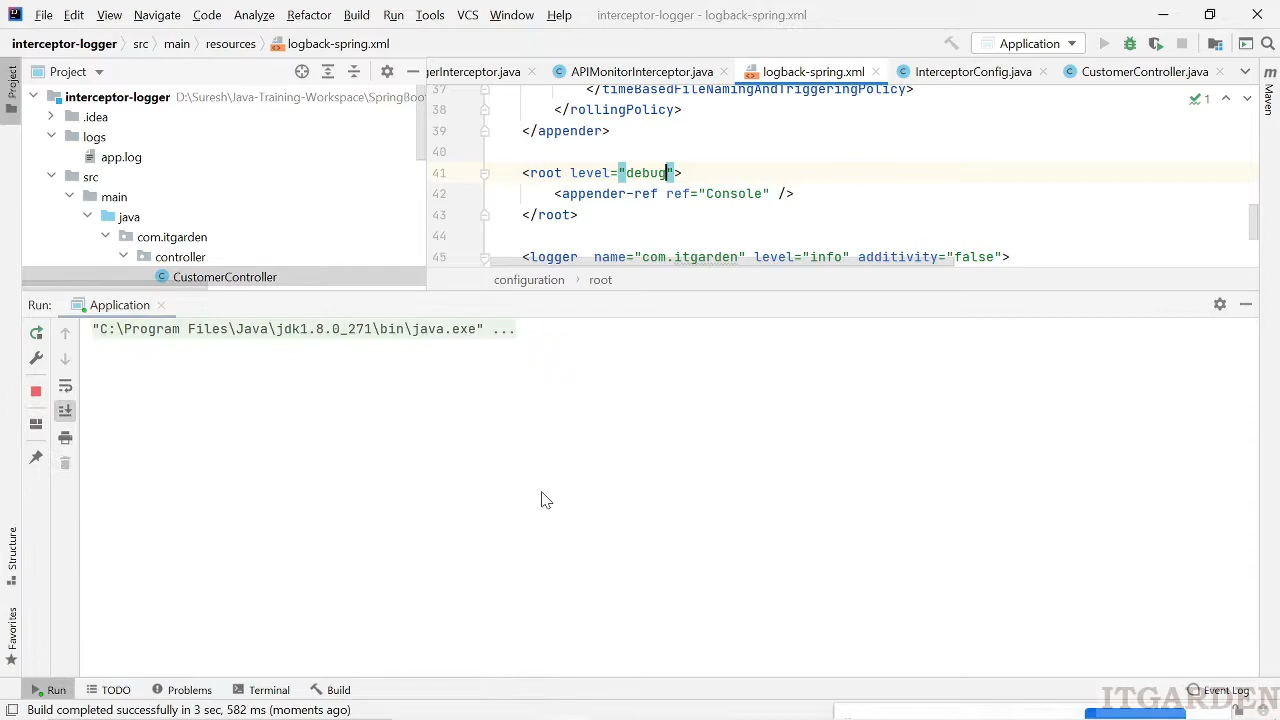 File Edit View Navigate Code Analyze Refactor Build Run Tools VCS Window Help interceptor-logger - logback-spring.xml
interceptor-logger src main resources logback-spring.xml Application
Project gerInterceptor.java APIMonitorInterceptor.java logback-spring.xml InterceptorConfig.java CustomerController.java
Project
Maven
interceptor-logger D:\Suresh\Java-Training-Workspace\SpringBoo
.idea
logs
app.log
src
main
java
com.itgarden
controller
CustomerController
37 </timeBasedFileNamingAndTriggeringPolicy>
38 </rollingPolicy>
39 </appender>
40
41 <root level="debug">
42 <appender-ref ref="Console" />
43 </root>
44
45 <logger name="com.itgarden" level="info" additivity="false">
1
configuration root
Run: Application
"C:\Program Files\Java\jdk1.8.0_271\bin\java.exe" ...
Structure
Favorites
Run TODO Problems Terminal Build Event Log
ITGARDEN
Build completed successfully in 3 sec, 582 ms (moments ago)